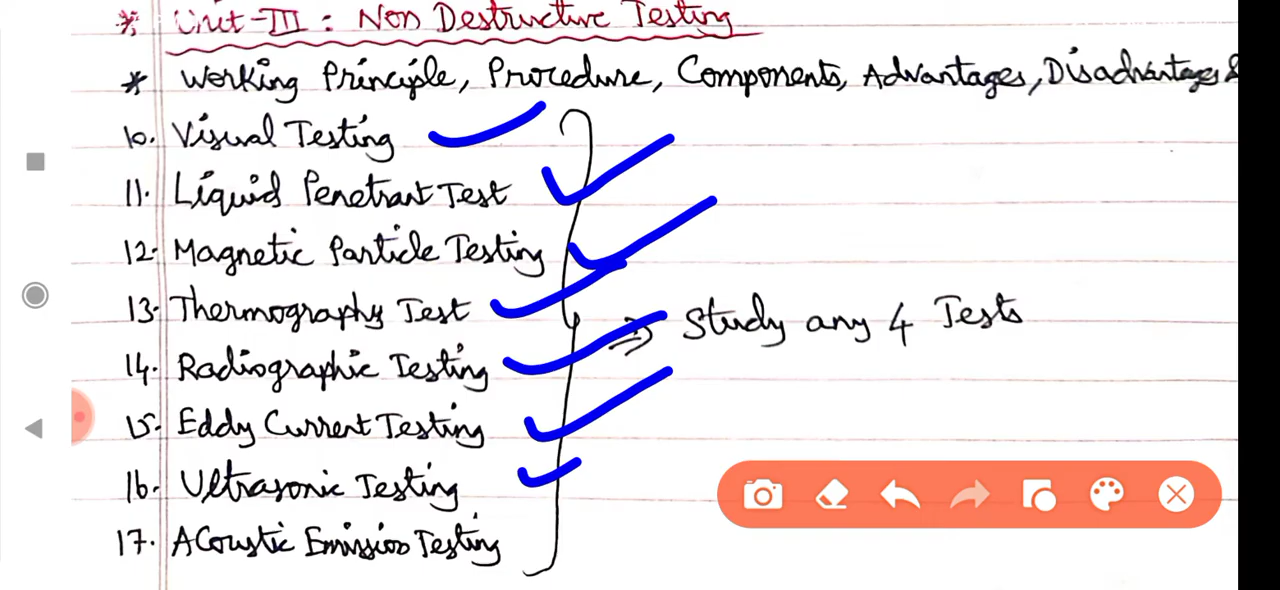 * Unit-III : Non Destructive Testing
* Working Principle, Procedure, Components, Advantages, Disadvantages &
10. Visual Testing
11. Liquid Penetrant Test
12. Magnetic Particle Testing
13. Thermography Test
⇒ Study any 4 Tests
14. Radiographic Testing
15. Eddy Current Testing
16. Ultrasonic Testing
17. Acoustic Emission Testing